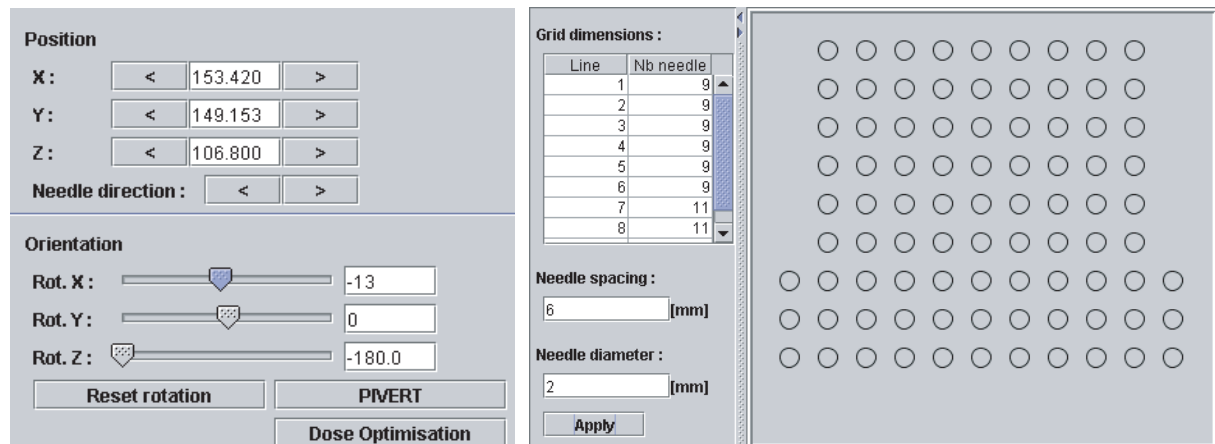 Position
X : < 153.420 >
Y : < 149.153 >
Z : < 106.800 >
Needle direction : < >
Orientation
Rot. X : -13
Rot. Y : 0
Rot. Z : -180.0
Reset rotation PIVERT
Dose Optimisation
Grid dimensions :
Line Nb needle
1 9
2 9
3 9
4 9
5 9
6 9
7 11
8 11
Needle spacing :
6 [mm]
Needle diameter :
2 [mm]
Apply